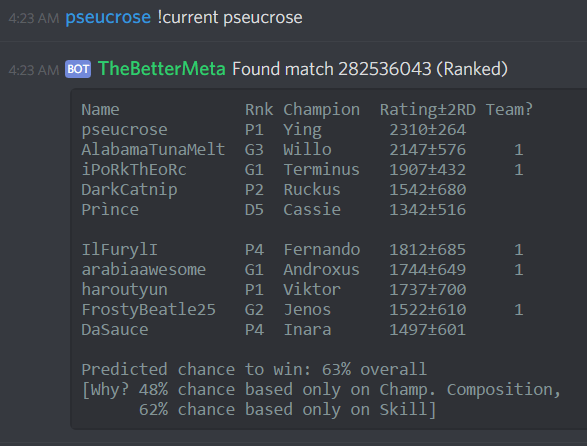 4:23 AM pseucrose !current pseucrose
4:23 AM BOT TheBetterMeta Found match 282536043 (Ranked)
Name Rnk Champion Rating±2RD Team?
pseucrose P1 Ying 2310±264
AlabamaTunaMelt G3 Willo 2147±576 1
iPoRkThEoRc G1 Terminus 1907±432 1
DarkCatnip P2 Ruckus 1542±680
Prìnce D5 Cassie 1342±516
IlFurylI P4 Fernando 1812±685 1
arabiaawesome G1 Androxus 1744±649 1
haroutyun P1 Viktor 1737±700
FrostyBeatle25 G2 Jenos 1522±610 1
DaSauce P4 Inara 1497±601
Predicted chance to win: 63% overall
[Why? 48% chance based only on Champ. Composition,
62% chance based only on Skill]